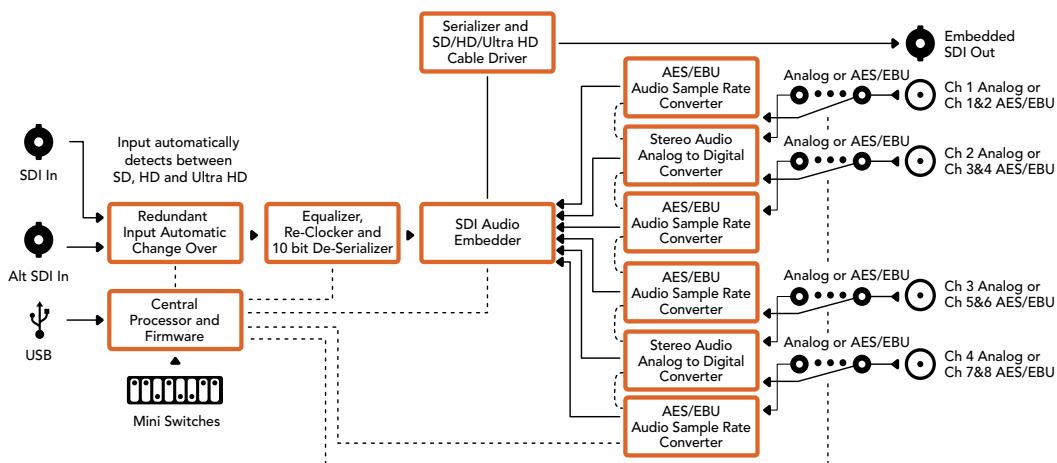 Serializer and
SD/HD/Ultra HD
Cable Driver
Embedded
SDI Out
AES/EBU
Audio Sample Rate
Converter
Analog or AES/EBU
Ch 1 Analog or
Ch 1&2 AES/EBU
Input automatically
detects between
SD, HD and Ultra HD
SDI In
Stereo Audio
Analog to Digital
Converter
Analog or AES/EBU
Ch 2 Analog or
Ch 3&4 AES/EBU
Redundant
Input Automatic
Change Over
Equalizer,
Re-Clocker and
10 bit De-Serializer
SDI Audio
Embedder
AES/EBU
Audio Sample Rate
Converter
Alt SDI In
Central
Processor and
Firmware
USB
AES/EBU
Audio Sample Rate
Converter
Analog or AES/EBU
Ch 3 Analog or
Ch 5&6 AES/EBU
Stereo Audio
Analog to Digital
Converter
Analog or AES/EBU
Ch 4 Analog or
Ch 7&8 AES/EBU
Mini Switches
AES/EBU
Audio Sample Rate
Converter